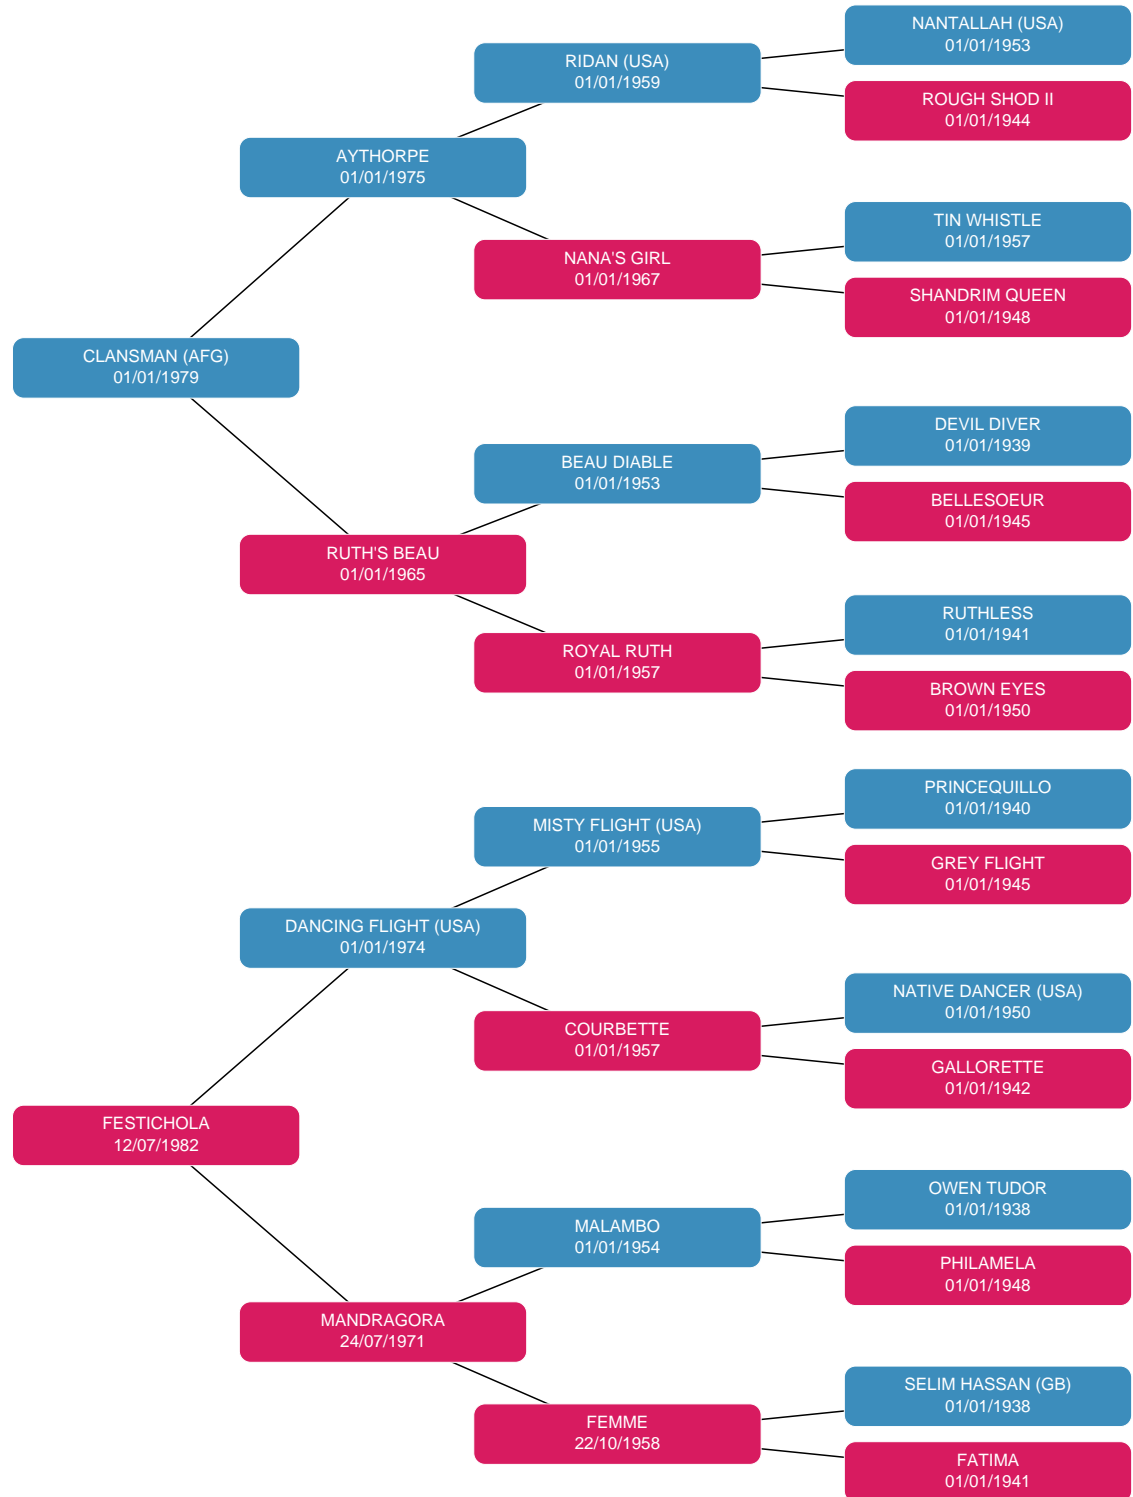 NANTALLAH (USA)
01/01/1953
RIDAN (USA)
01/01/1959
ROUGH SHOD II
01/01/1944
AYTHORPE
01/01/1975
TIN WHISTLE
01/01/1957
NANA'S GIRL
01/01/1967
SHANDRIM QUEEN
01/01/1948
CLANSMAN (AFG)
01/01/1979
DEVIL DIVER
01/01/1939
BEAU DIABLE
01/01/1953
BELLESOEUR
01/01/1945
RUTH'S BEAU
01/01/1965
RUTHLESS
01/01/1941
ROYAL RUTH
01/01/1957
BROWN EYES
01/01/1950
PRINCEQUILLO
01/01/1940
MISTY FLIGHT (USA)
01/01/1955
GREY FLIGHT
01/01/1945
DANCING FLIGHT (USA)
01/01/1974
NATIVE DANCER (USA)
01/01/1950
COURBETTE
01/01/1957
GALLORETTE
01/01/1942
FESTICHOLA
12/07/1982
OWEN TUDOR
01/01/1938
MALAMBO
01/01/1954
PHILAMELA
01/01/1948
MANDRAGORA
24/07/1971
SELIM HASSAN (GB)
01/01/1938
FEMME
22/10/1958
FATIMA
01/01/1941